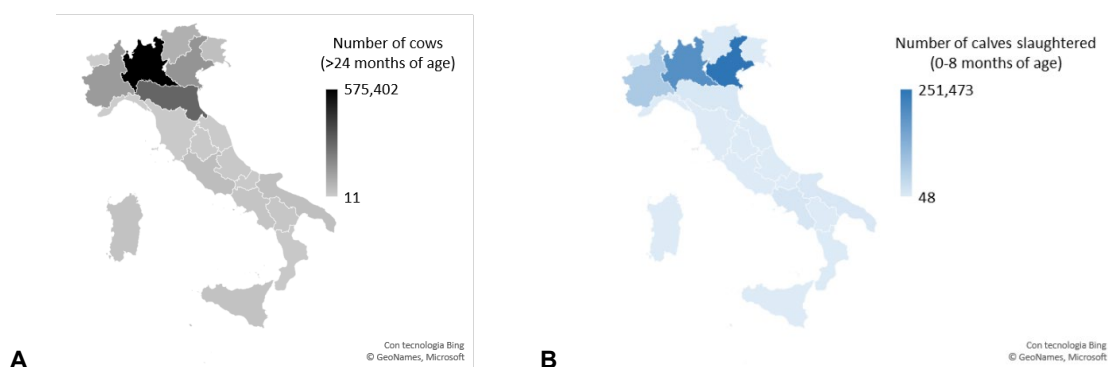 Number of cows
(>24 months of age)
575,402
11
Con tecnologia Bing
© GeoNames, Microsoft
A
Number of calves slaughtered
(0-8 months of age)
251,473
48
Con tecnologia Bing
© GeoNames, Microsoft
B